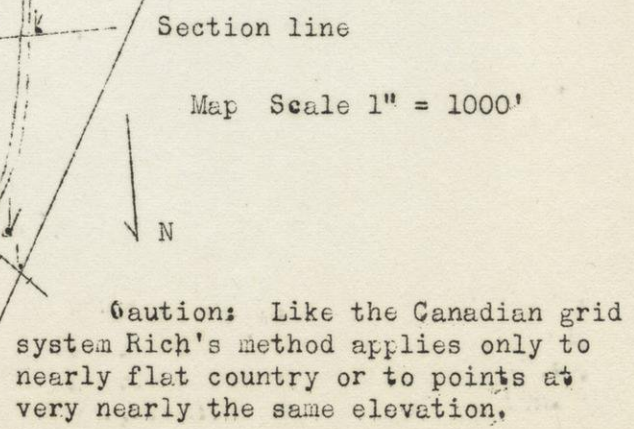 Section line
Map Scale 1" = 1000'
N
Caution: Like the Canadian grid
system Rich's method applies only to
nearly flat country or to points at
very nearly the same elevation.